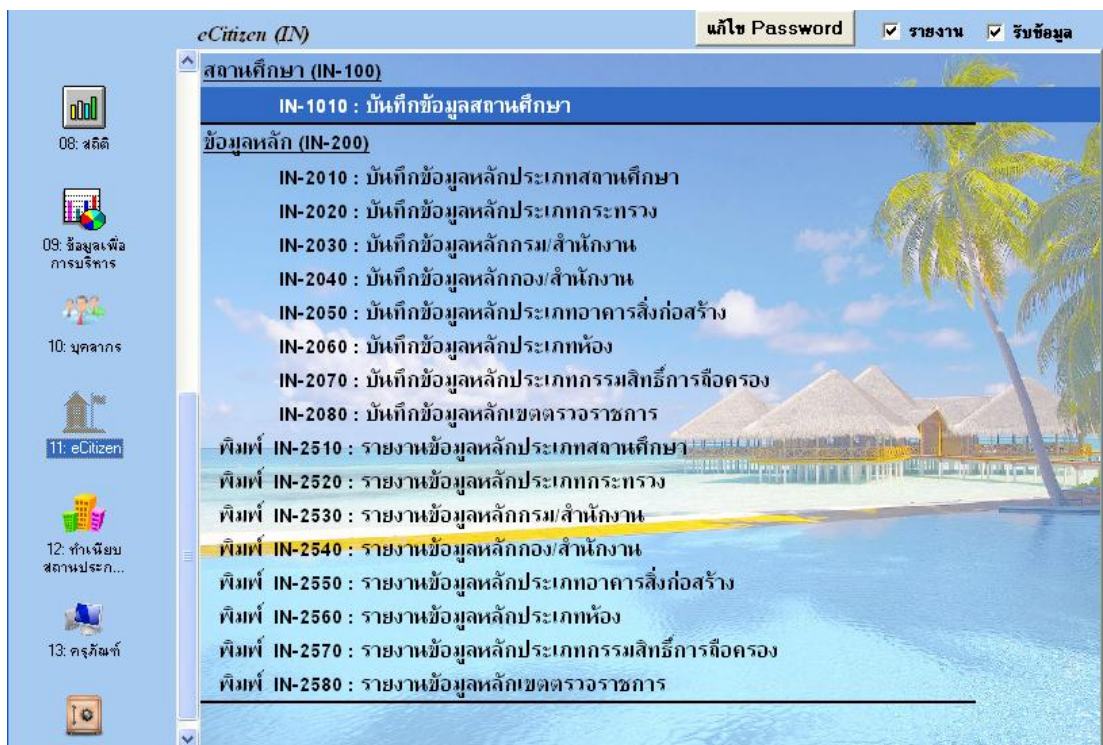 eCitizen (IN)
แก้ไข Password
รายงาน
รับข้อมูล
08: สถิติ
09: ข้อมูลเพื่อ
การบริหาร
10: บุคลากร
11: eCitizen
12: ทำเนียบ
สถานประก...
13: ครุภัณฑ์
สถานศึกษา (IN-100)
IN-1010 : บันทึกข้อมูลสถานศึกษา
ข้อมูลหลัก (IN-200)
IN-2010 : บันทึกข้อมูลหลักประเภทสถานศึกษา
IN-2020 : บันทึกข้อมูลหลักประเภทกระทรวง
IN-2030 : บันทึกข้อมูลหลักกรม/สำนักงาน
IN-2040 : บันทึกข้อมูลหลักกอง/สำนักงาน
IN-2050 : บันทึกข้อมูลหลักประเภทอาคารสิ่งก่อสร้าง
IN-2060 : บันทึกข้อมูลหลักประเภทห้อง
IN-2070 : บันทึกข้อมูลหลักประเภทกรรมสิทธิ์การถือครอง
IN-2080 : บันทึกข้อมูลหลักเขตตรวจราชการ
พิมพ์ IN-2510 : รายงานข้อมูลหลักประเภทสถานศึกษา
พิมพ์ IN-2520 : รายงานข้อมูลหลักประเภทกระทรวง
พิมพ์ IN-2530 : รายงานข้อมูลหลักกรม/สำนักงาน
พิมพ์ IN-2540 : รายงานข้อมูลหลักกอง/สำนักงาน
พิมพ์ IN-2550 : รายงานข้อมูลหลักประเภทอาคารสิ่งก่อสร้าง
พิมพ์ IN-2560 : รายงานข้อมูลหลักประเภทห้อง
พิมพ์ IN-2570 : รายงานข้อมูลหลักประเภทกรรมสิทธิ์การถือครอง
พิมพ์ IN-2580 : รายงานข้อมูลหลักเขตตรวจราชการ